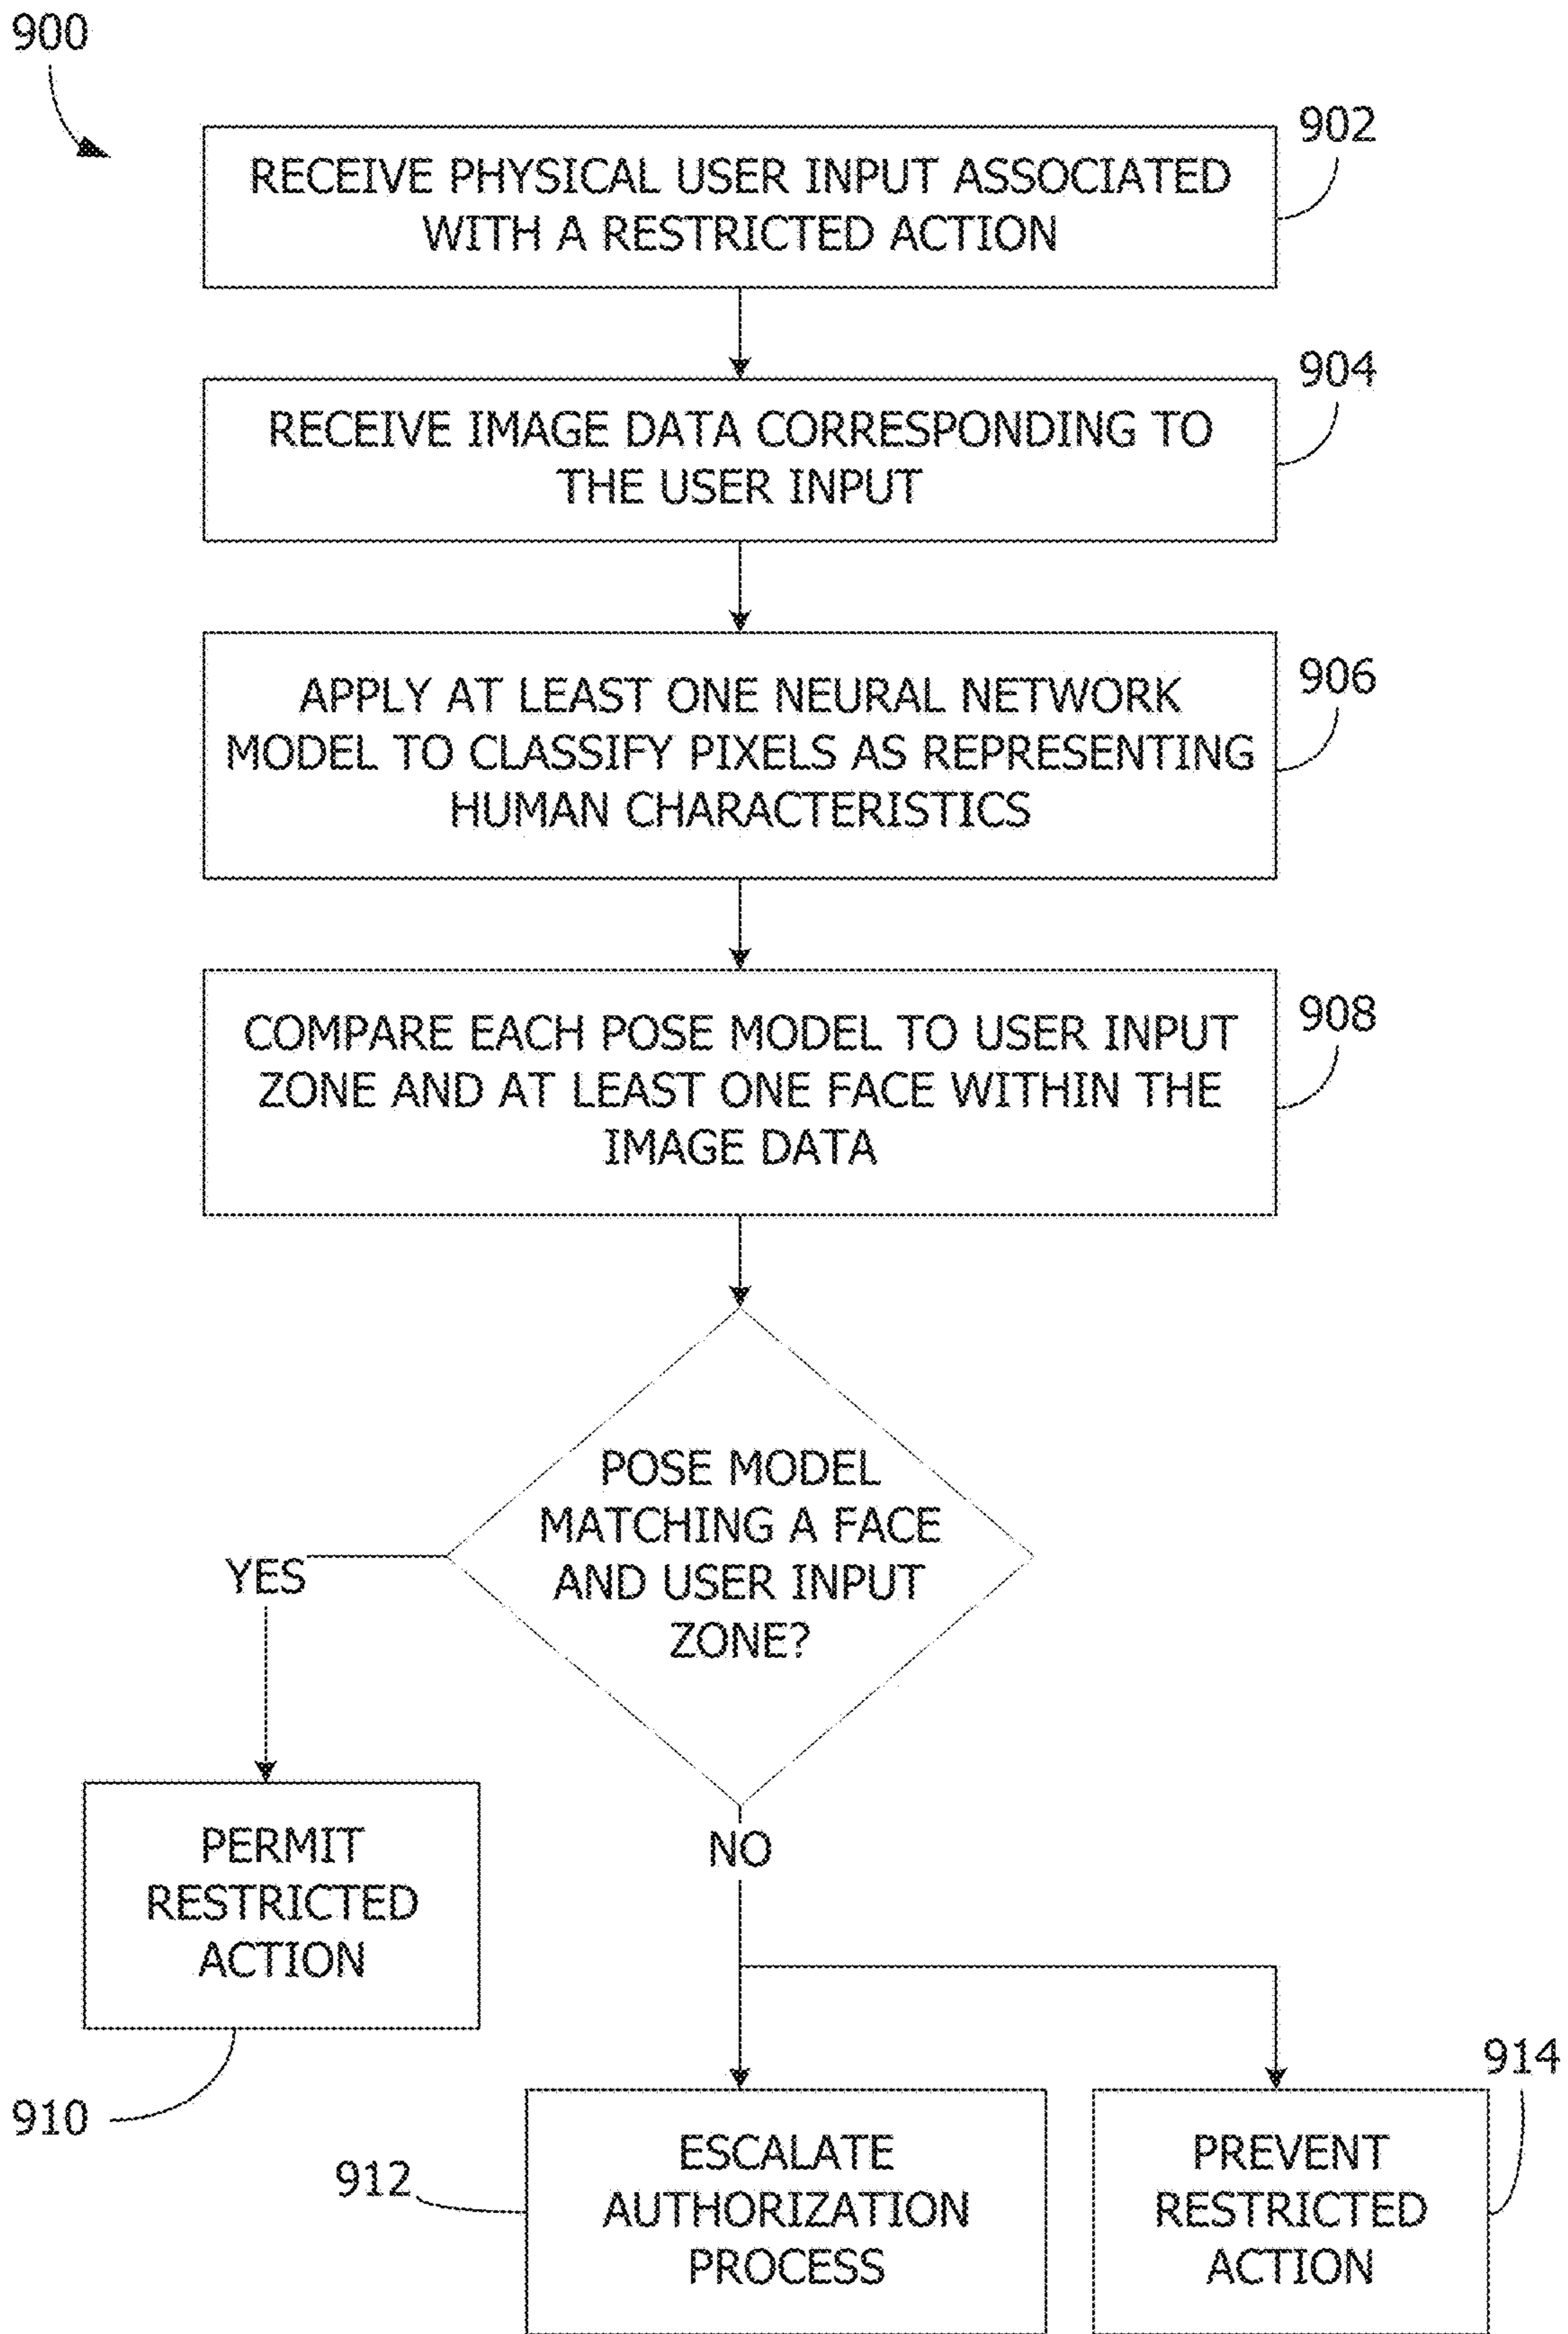 900
902
RECEIVE PHYSICAL USER INPUT ASSOCIATED
WITH A RESTRICTED ACTION
904
RECEIVE IMAGE DATA CORRESPONDING TO
THE USER INPUT
906
APPLY AT LEAST ONE NEURAL NETWORK
MODEL TO CLASSIFY PIXELS AS REPRESENTING
HUMAN CHARACTERISTICS
908
COMPARE EACH POSE MODEL TO USER INPUT
ZONE AND AT LEAST ONE FACE WITHIN THE
IMAGE DATA
POSE MODEL
MATCHING A FACE
AND USER INPUT
ZONE?
YES
NO
PERMIT
RESTRICTED
ACTION
910
912
ESCALATE
AUTHORIZATION
PROCESS
914
PREVENT
RESTRICTED
ACTION